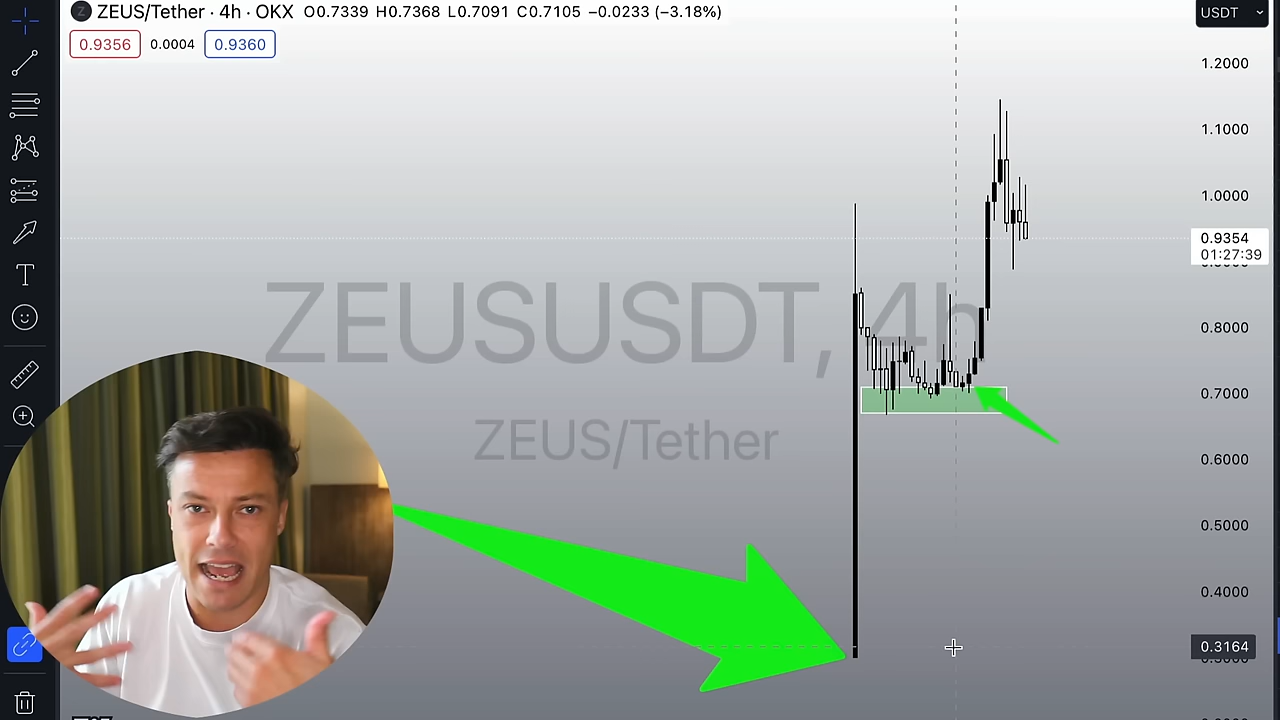 ZEUS/Tether · 4h · OKX O0.7339 H0.7368 L0.7091 C0.7105 −0.0233 (−3.18%)
USDT
0.9356 0.0004 0.9360
1.2000
1.1000
1.0000
0.9354
01:27:39
0.8000
0.7000
0.6000
0.5000
0.4000
0.3164
ZEUSUSDT, 4h
ZEUS/Tether
T